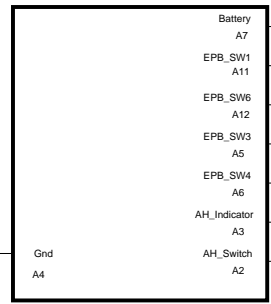 Battery
A7
EPB_SW1
A11
EPB_SW6
A12
EPB_SW3
A5
EPB_SW4
A6
AH_Indicator
A3
Gnd
A4
AH_Switch
A2